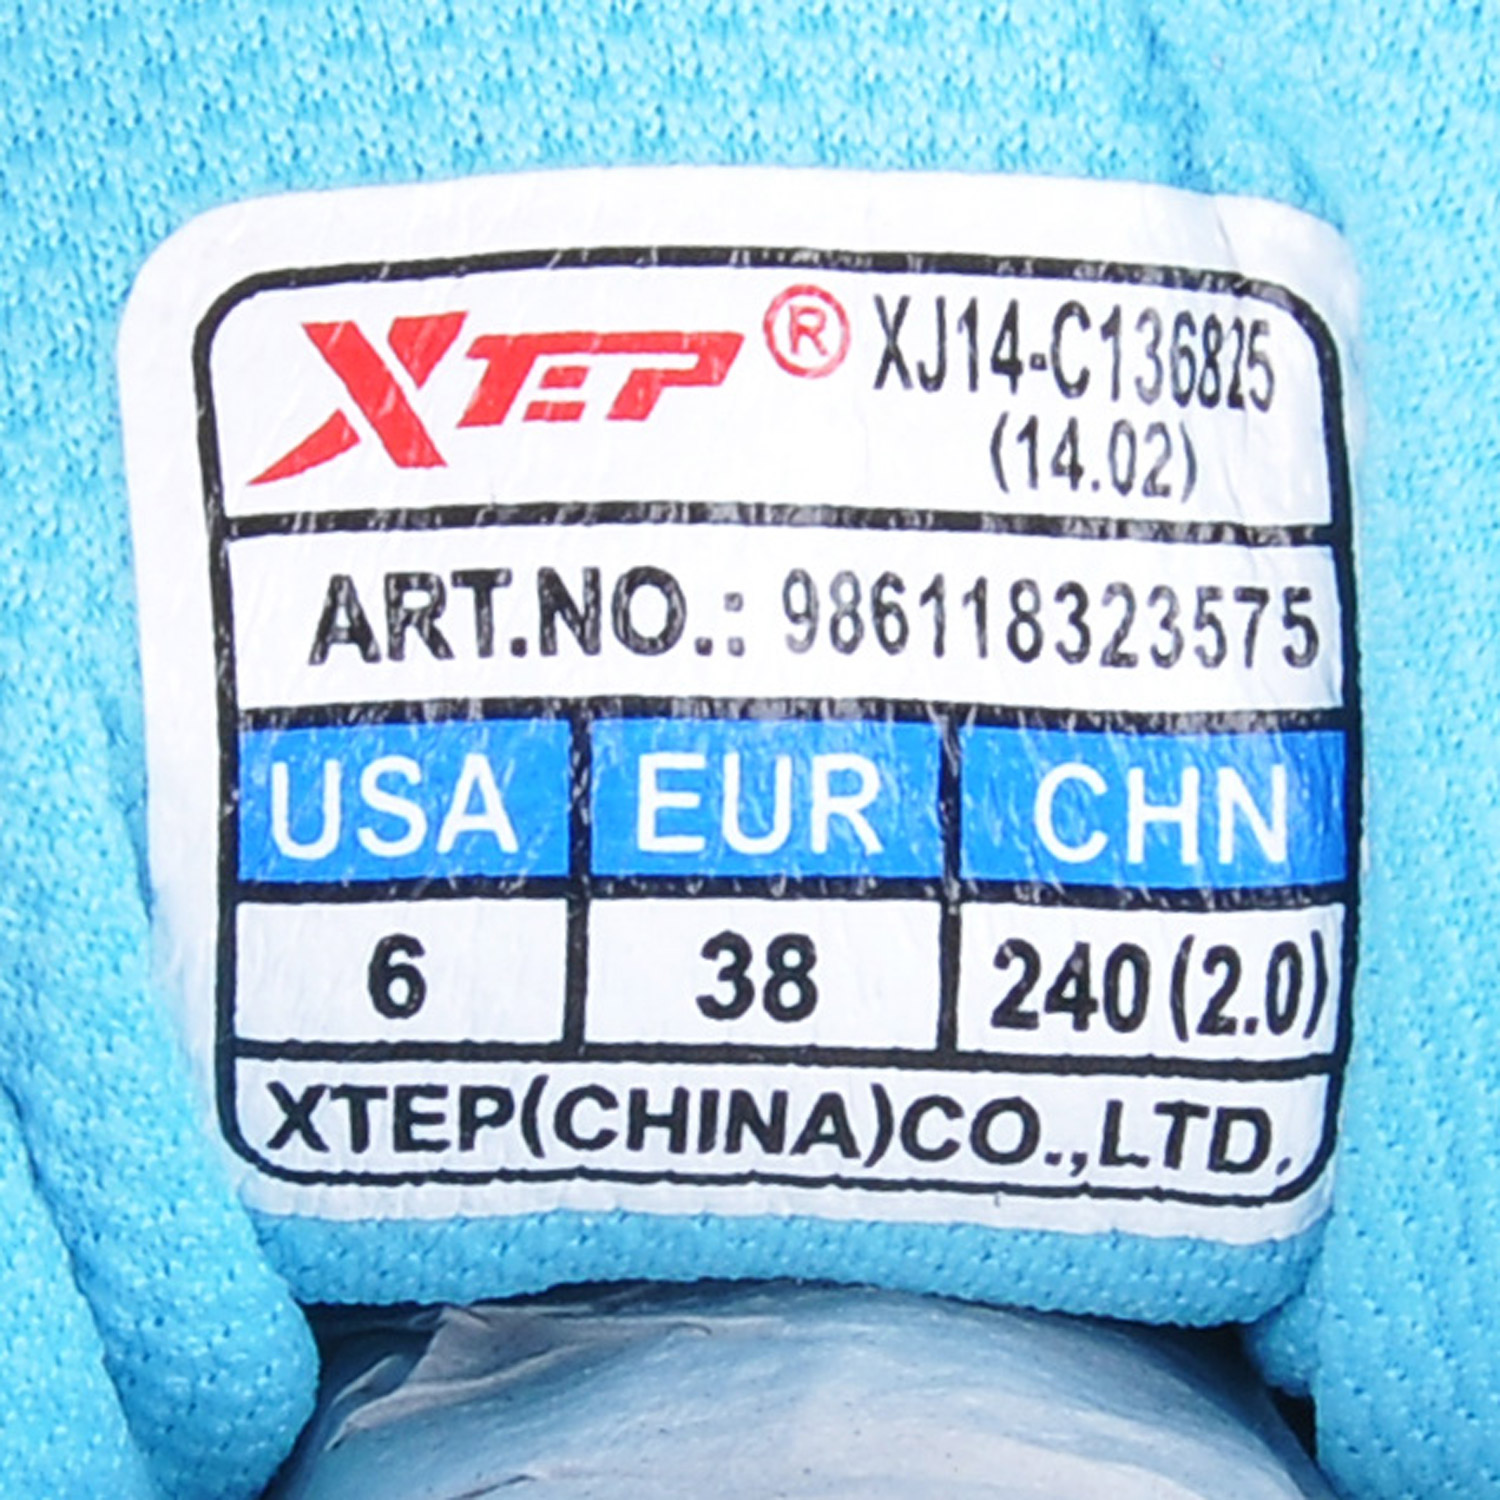 XTEP® XJ14-C136825
(14.02)
ART.NO.: 986118323575
USA EUR CHN
6 38 240(2.0)
XTEP(CHINA)CO.,LTD.